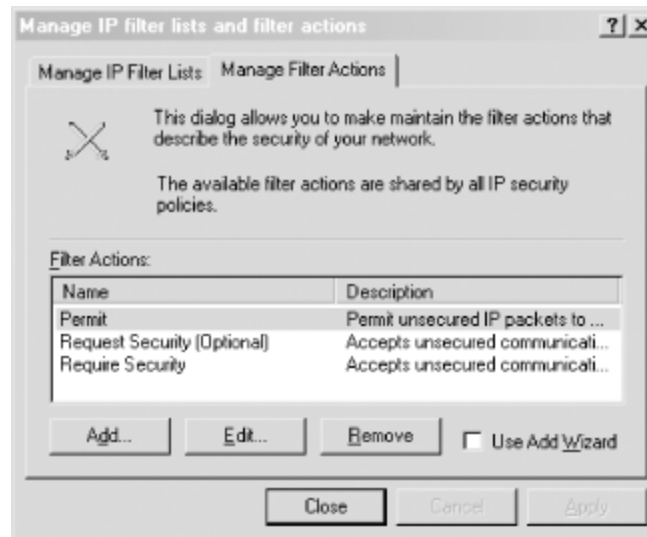 Manage IP filter lists and filter actions
Manage IP Filter Lists Manage Filter Actions
This dialog allows you to make maintain the filter actions that
describe the security of your network.
The available filter actions are shared by all IP security
policies.
Filter Actions:
Name Description
Permit Permit unsecured IP packets to ...
Request Security (Optional) Accepts unsecured communicati...
Require Security Accepts unsecured communicati...
Add... Edit... Remove Use Add Wizard
Close Cancel Apply